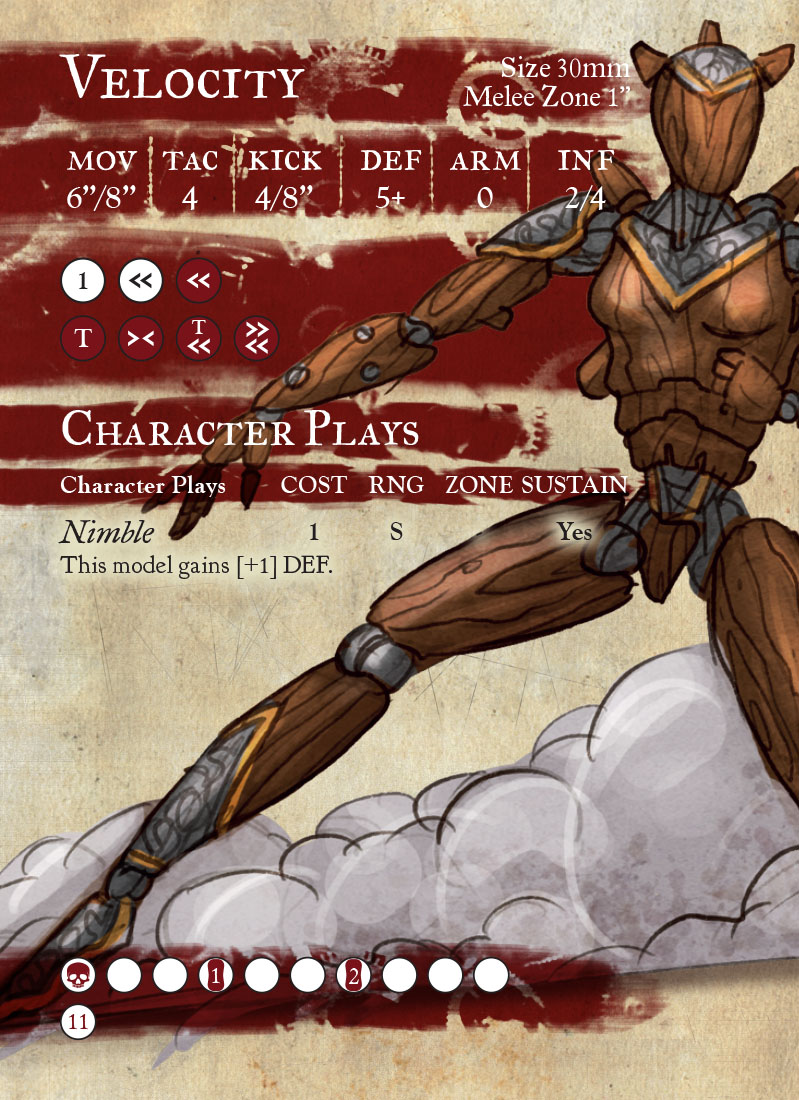 VELOCITY
Size 30mm
Melee Zone 1”
MOV TAC KICK DEF ARM INF
6”/8” 4 4/8” 5+ 0 2/4
1 << <<
T >< T << >> <<
CHARACTER PLAYS
Character Plays COST RNG ZONE SUSTAIN
Nimble 1 S Yes
This model gains [+1] DEF.
1 2
11